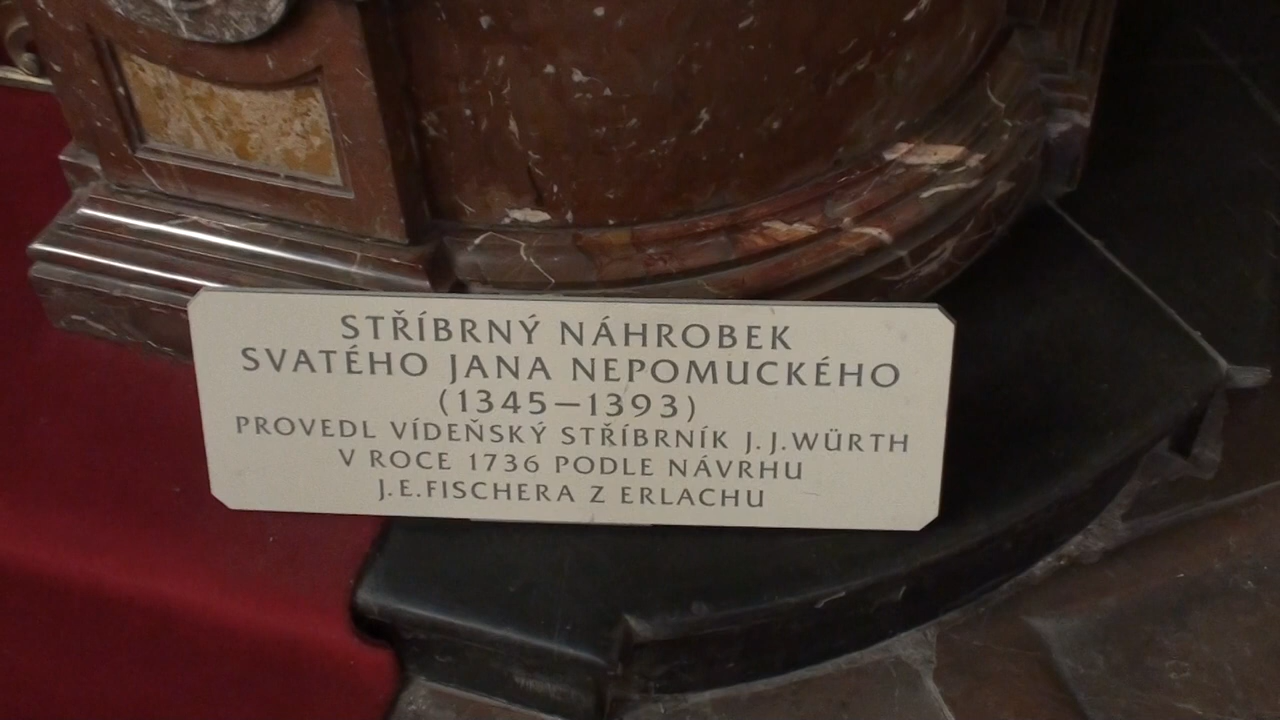 STŘÍBRNÝ NÁHROBEK
SVATÉHO JANA NEPOMUCKÉHO
(1345–1393)
PROVEDL VÍDEŇSKÝ STŘÍBRNÍK J. J. WÜRTH
V ROCE 1736 PODLE NÁVRHU
J. E. FISCHERA Z ERLACHU